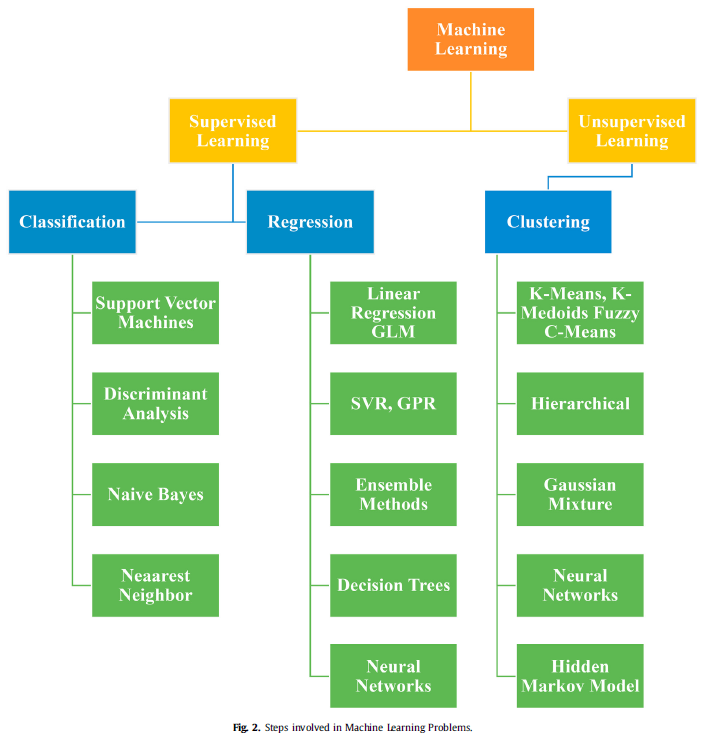 Machine
Learning
Supervised
Learning
Unsupervised
Learning
Classification
Regression
Clustering
Support Vector
Machines
Discriminant
Analysis
Naive Bayes
Neaarest
Neighbor
Linear
Regression
GLM
SVR, GPR
Ensemble
Methods
Decision Trees
Neural
Networks
K-Means, K-
Medoids Fuzzy
C-Means
Hierarchical
Gaussian
Mixture
Neural
Networks
Hidden
Markov Model
Fig. 2. Steps involved in Machine Learning Problems.